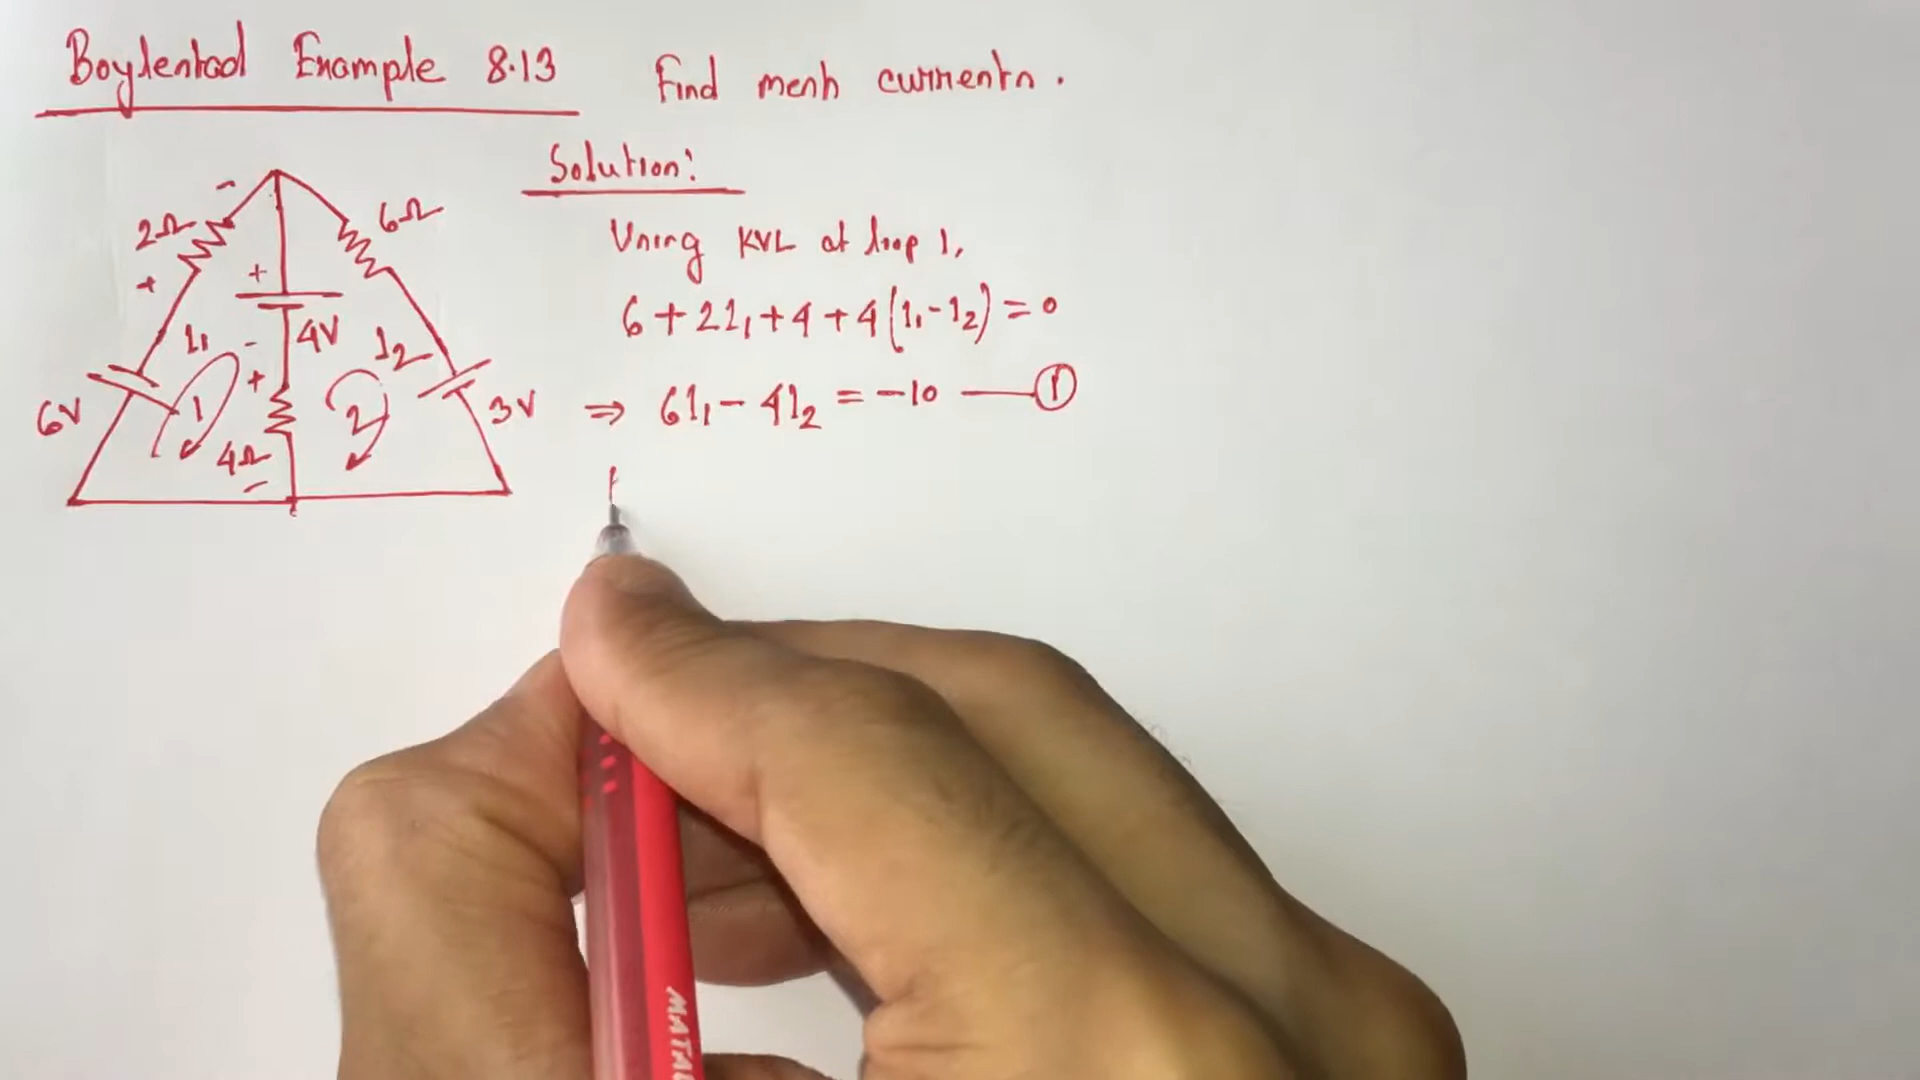 Boylestad Example 8.13 Find mesh currents.
Solution:
Using KVL at loop 1,
6+2I₁+4+4(I₁-I₂)=0
⇒ 6I₁-4I₂=-10 —— ①
2Ω
-
+
6Ω
+
4V
-
I₁
I₂
6V
1
+
4Ω
-
2
3V